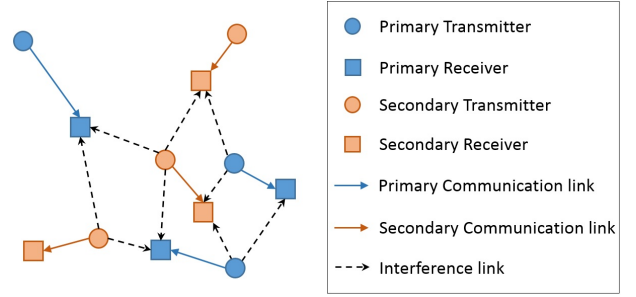 Primary Transmitter
Primary Receiver
Secondary Transmitter
Secondary Receiver
Primary Communication link
Secondary Communication link
Interference link